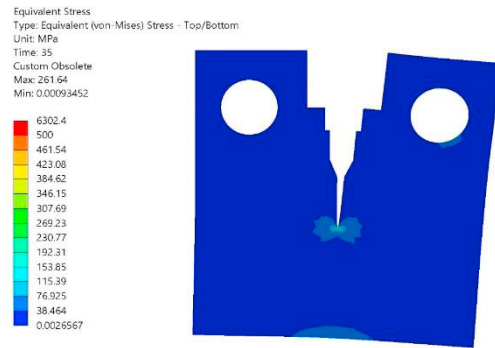 Equivalent Stress
Type: Equivalent (von-Mises) Stress - Top/Bottom
Unit: MPa
Time: 35
Custom Obsolete
Max: 261.64
Min: 0.00093452
6302.4
500
461.54
423.08
384.62
346.15
307.69
269.23
230.77
192.31
153.85
115.39
76.925
38.464
0.0026567